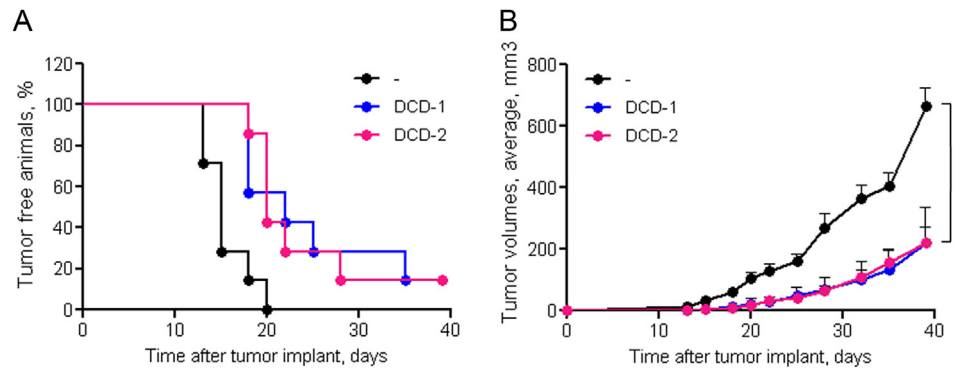 A
Tumor free animals, %
120
100
80
60
40
20
0
-
DCD-1
DCD-2
0 10 20 30 40
Time after tumor implant, days
B
Tumor volumes, average, mm3
800
600
400
200
0
-
DCD-1
DCD-2
0 10 20 30 40
Time after tumor implant, days